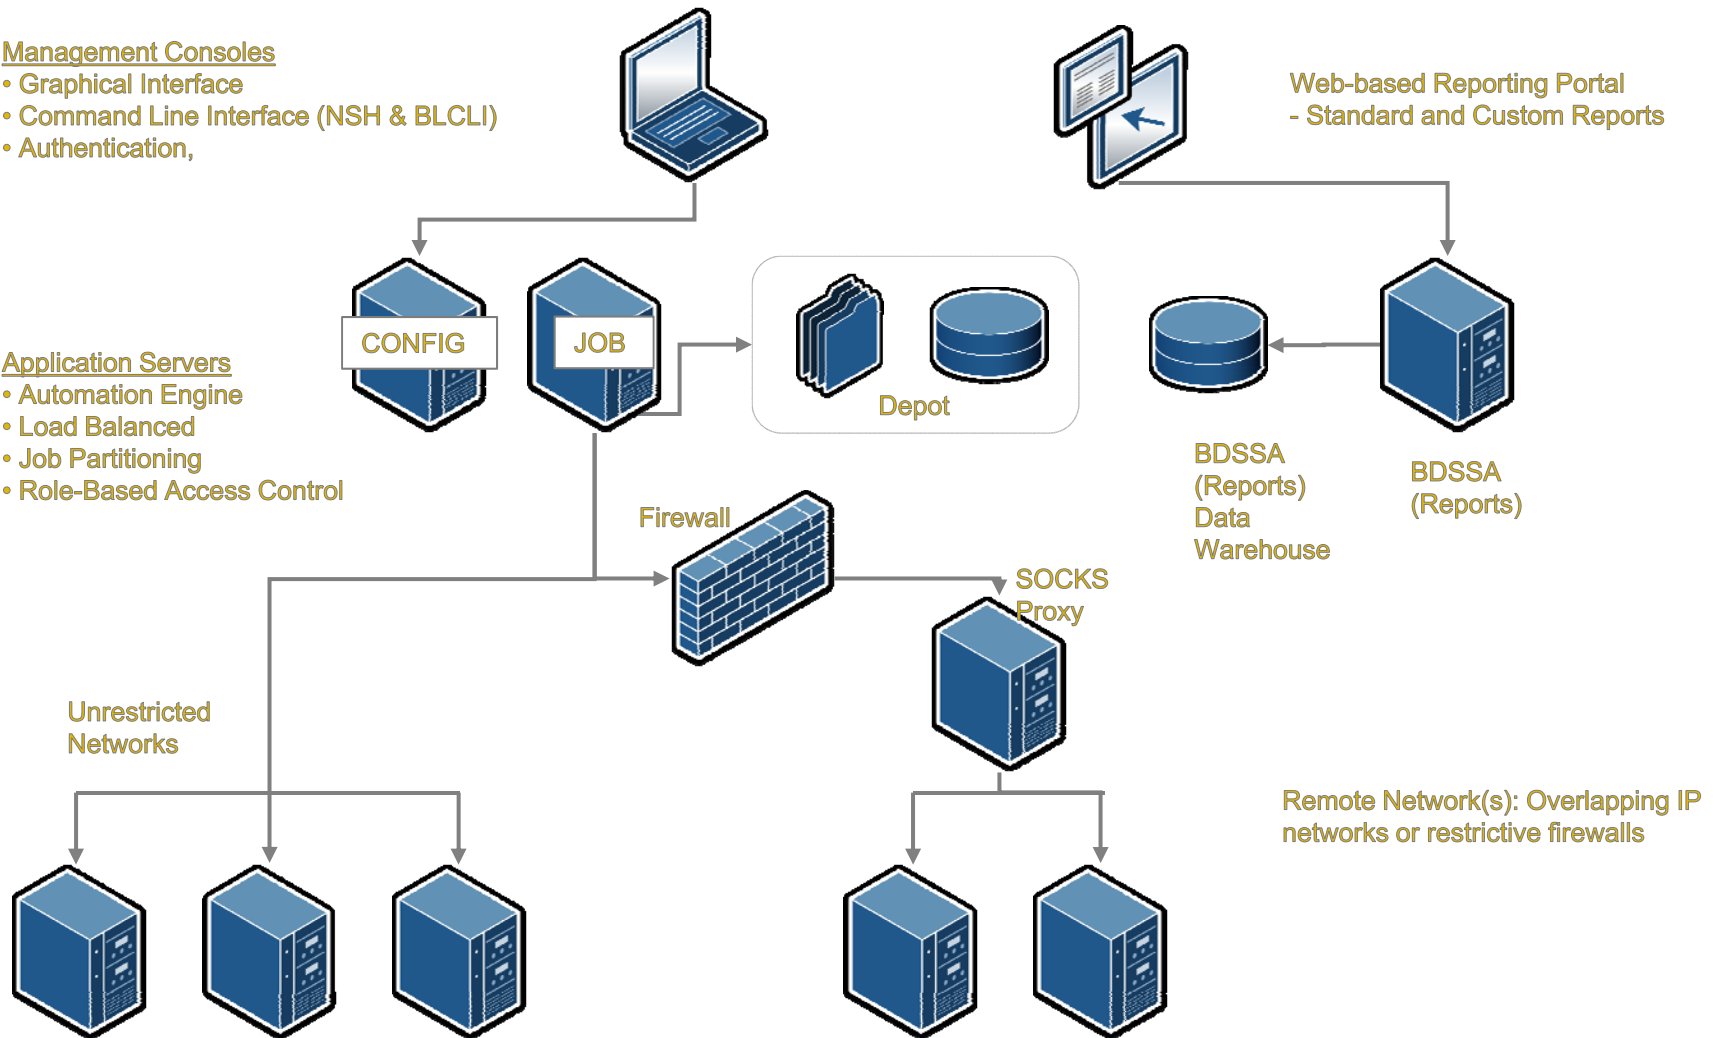 Management Consoles
• Graphical Interface
• Command Line Interface (NSH & BLCLI)
• Authentication,
Web-based Reporting Portal
- Standard and Custom Reports
CONFIG
JOB
Application Servers
• Automation Engine
• Load Balanced
• Job Partitioning
• Role-Based Access Control
Depot
BDSSA
(Reports)
Data
Warehouse
BDSSA
(Reports)
Firewall
SOCKS
Proxy
Unrestricted
Networks
Remote Network(s): Overlapping IP
networks or restrictive firewalls